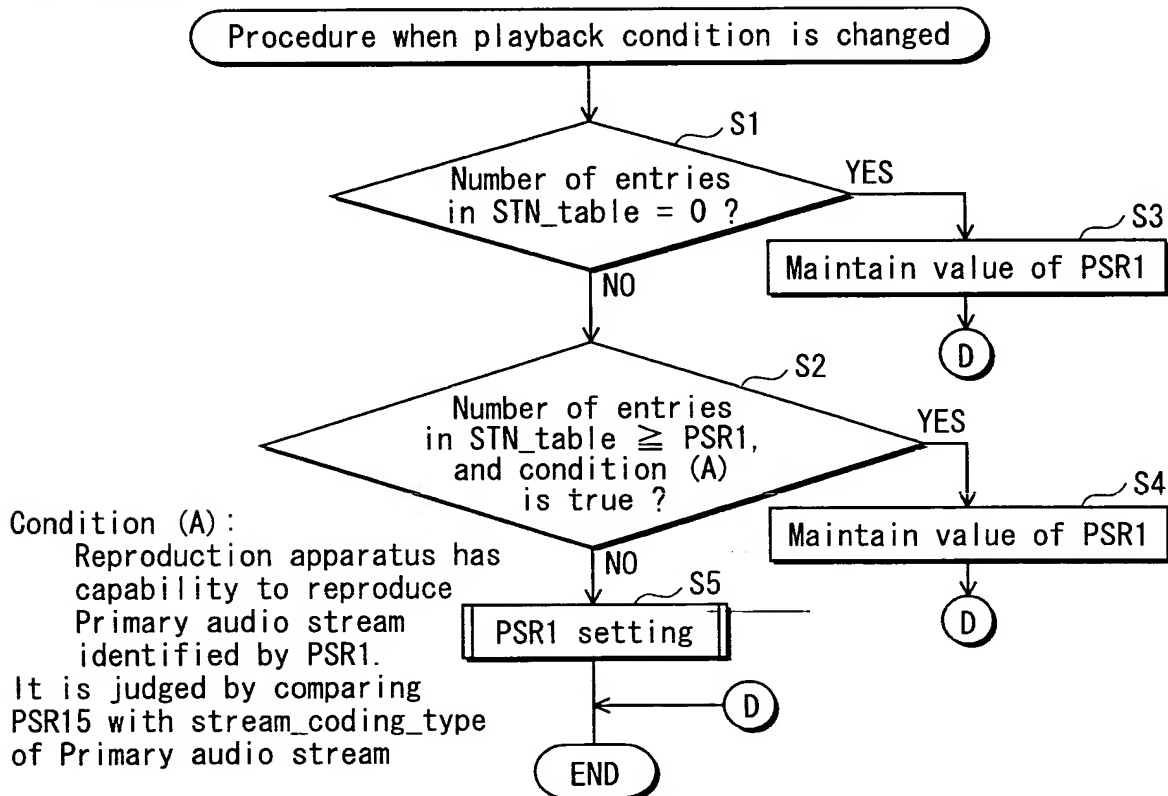 Procedure when playback condition is changed
S1
Number of entries
in STN_table = 0 ?
YES
S3
Maintain value of PSR1
D
NO
S2
Number of entries
in STN_table ≧ PSR1,
and condition (A)
is true ?
YES
S4
Maintain value of PSR1
D
NO
S5
PSR1 setting
D
END
Condition (A):
Reproduction apparatus has
capability to reproduce
Primary audio stream
identified by PSR1.
It is judged by comparing
PSR15 with stream_coding_type
of Primary audio stream